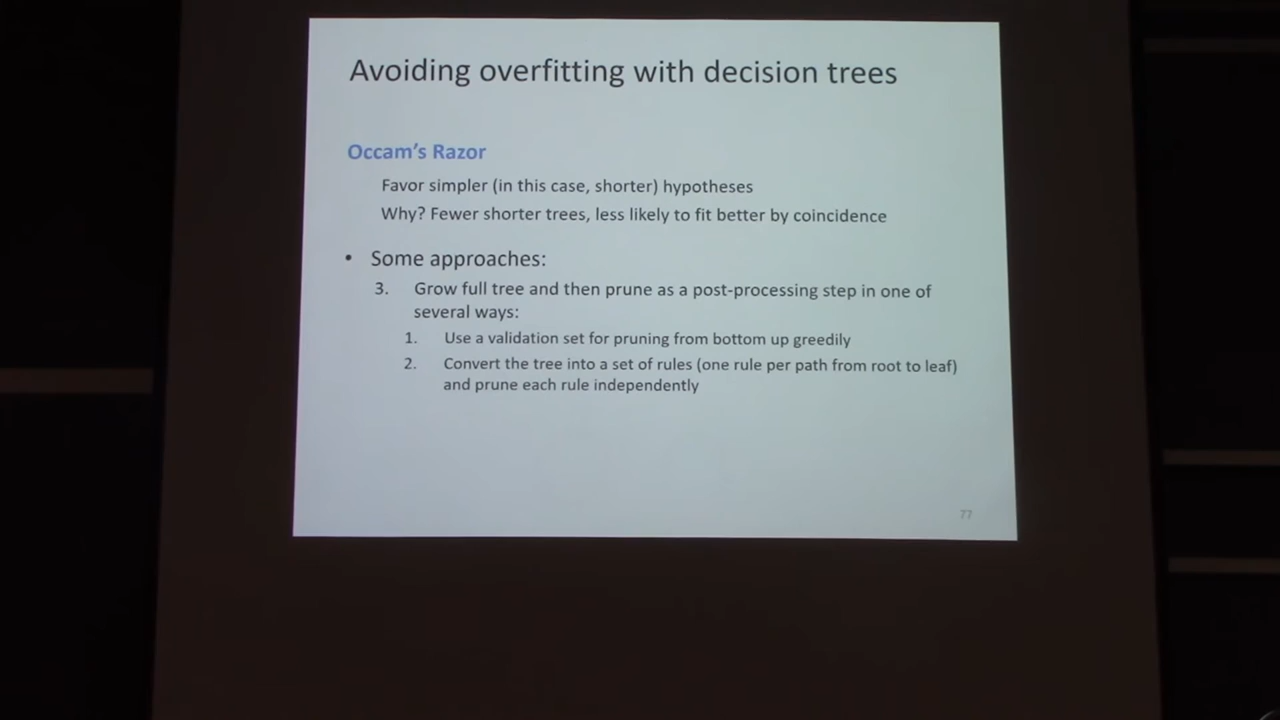 Avoiding overfitting with decision trees
Occam's Razor
Favor simpler (in this case, shorter) hypotheses
Why? Fewer shorter trees, less likely to fit better by coincidence
• Some approaches:
3. Grow full tree and then prune as a post-processing step in one of
several ways:
1. Use a validation set for pruning from bottom up greedily
2. Convert the tree into a set of rules (one rule per path from root to leaf)
and prune each rule independently
77